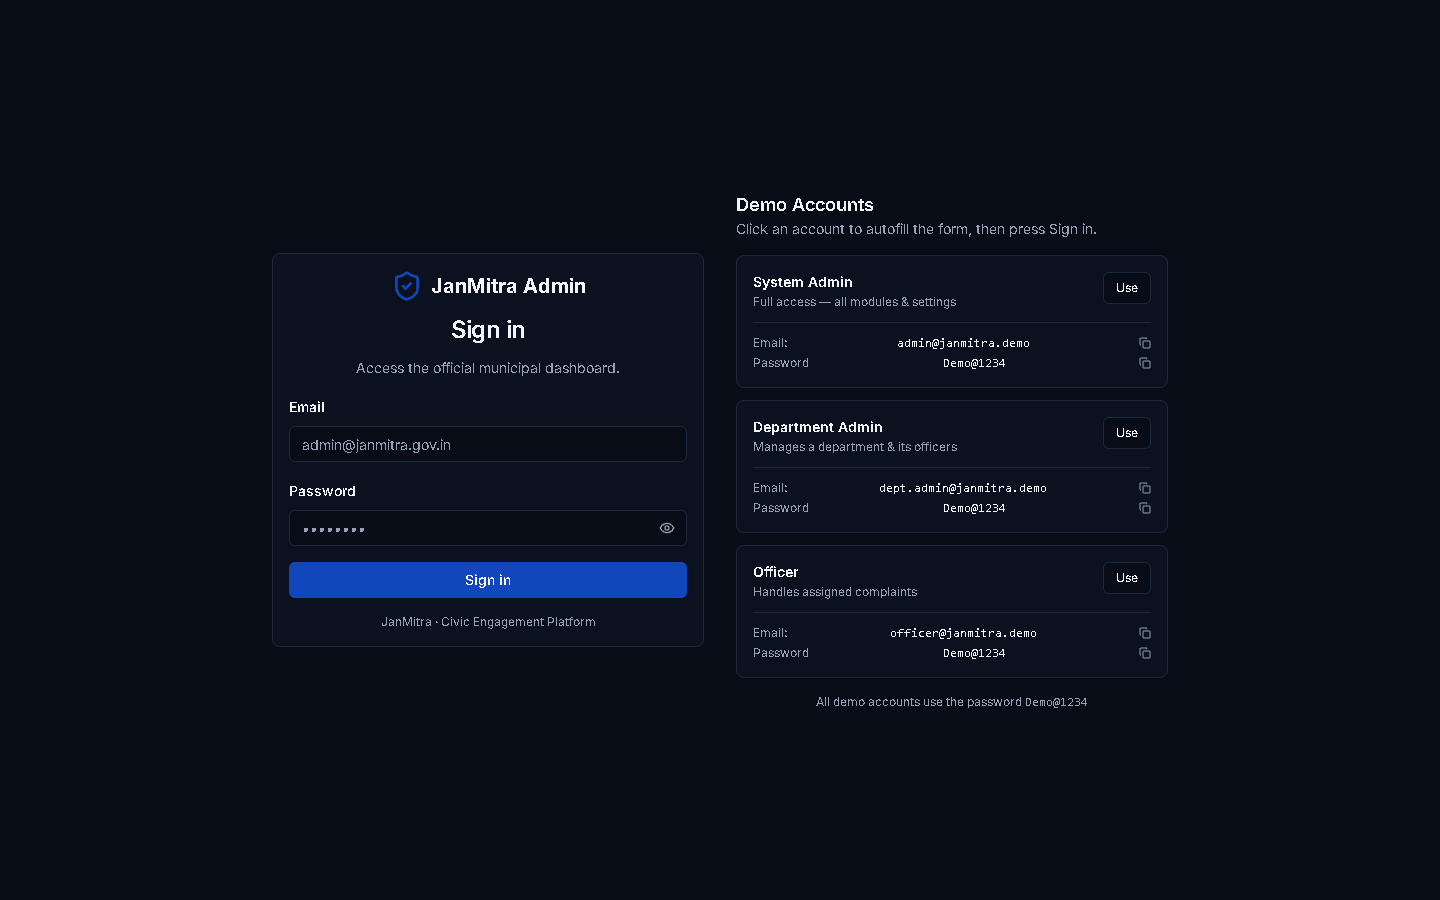 JanMitra Admin
Sign in
Access the official municipal dashboard.
Email
admin@janmitra.gov.in
Password
••••••••
Sign in
JanMitra · Civic Engagement Platform
Demo Accounts
Click an account to autofill the form, then press Sign in.
System Admin
Full access — all modules & settings
Use
Email: admin@janmitra.demo
Password Demo@1234
Department Admin
Manages a department & its officers
Use
Email: dept.admin@janmitra.demo
Password Demo@1234
Officer
Handles assigned complaints
Use
Email: officer@janmitra.demo
Password Demo@1234
All demo accounts use the password Demo@1234